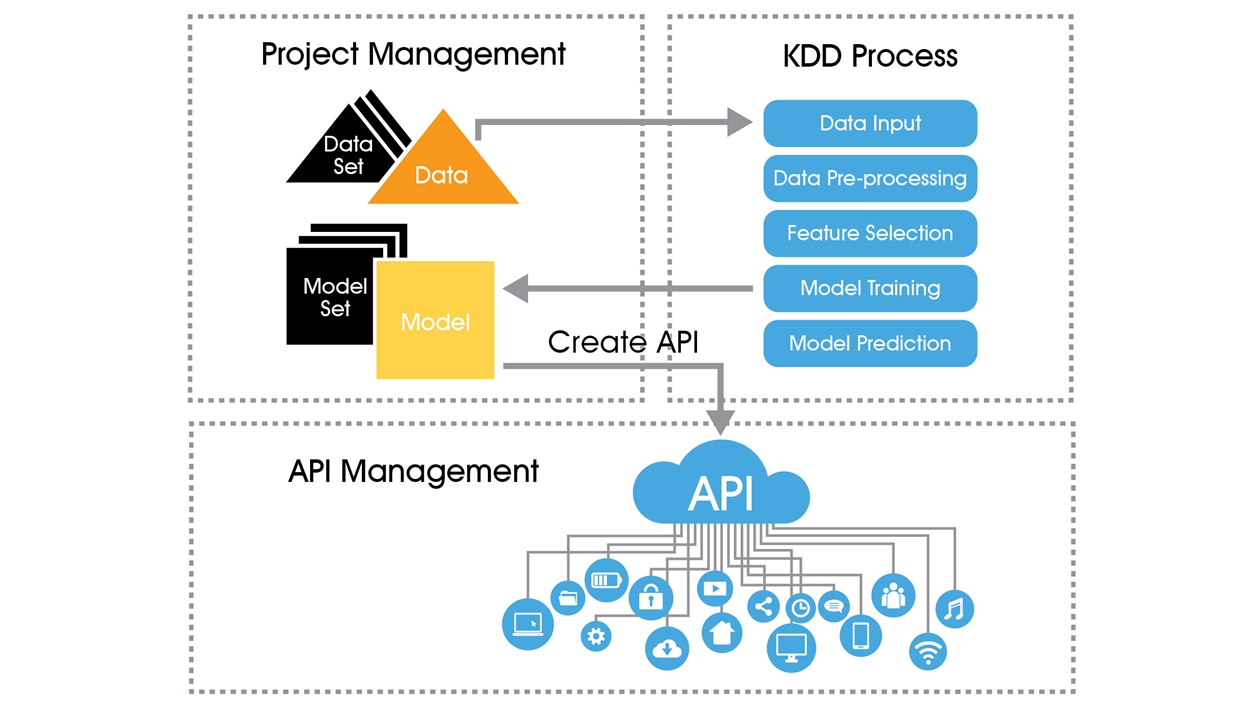 Project Management
Data
Set
Data
Model
Set
Model
Create API
KDD Process
Data Input
Data Pre-processing
Feature Selection
Model Training
Model Prediction
API Management
API